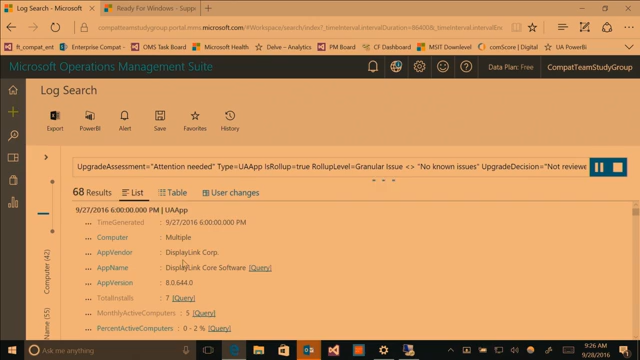 Log Search - Microsoft
Ready For Windows - Suppo
compatteamstudygroup.portal.mms.microsoft.com/#Workspace/search/index?_timeInterval.intervalDuration=86400&_timeInterval.intervalEnd
fi_compat_ent
Enterprise Compat -
OMS Task Board
Microsoft Health
Delve – Analytics
PM Board
CF Dashboard
MSIT Downlevel
comScore | Digital
UA PowerBI
Microsoft Operations Management Suite
Data Plan: Free
CompatTeamStudyGroup
Log Search
Export
PowerBI
Alert
Save
Favorites
History
UpgradeAssessment="Attention needed" Type=UAApp IsRollup=true RollupLevel=Granular Issue <> "No known issues" UpgradeDecision="Not reviewe
68 Results
List
Table
User changes
9/27/2016 6:00:00.000 PM | UAApp
... TimeGenerated : 9/27/2016 6:00:00.000 PM
... Computer : Multiple
... AppVendor : DisplayLink Corp.
... AppName : DisplayLink Core Software [Query]
... AppVersion : 8.0.644.0
... TotalInstalls : 7 [Query]
... MonthlyActiveComputers : 5 [Query]
... PercentActiveComputers : 0 - 2 % [Query]
Computer (42)
Name (55)
Ask me anything
9:26 AM
9/28/2016